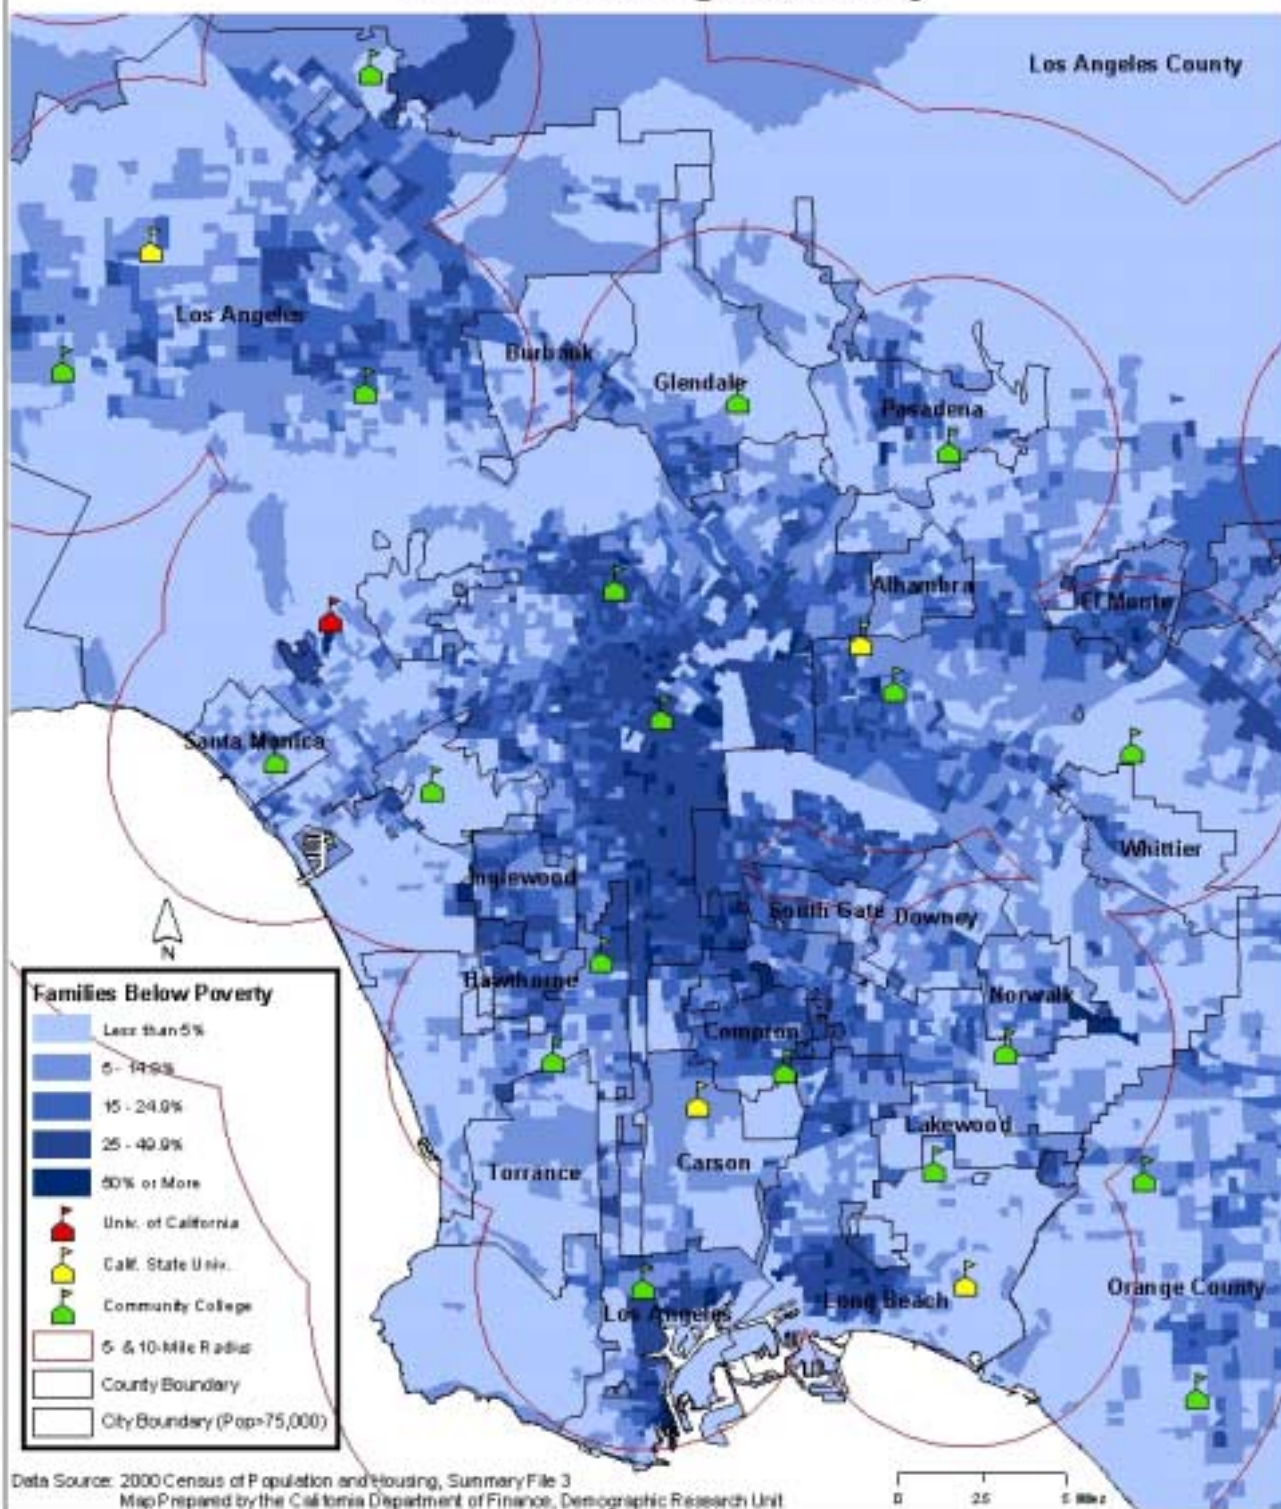 Los Angeles County
Los Angeles
Burbank
Glendale
Pasadena
Alhambra
El Monte
Santa Monica
Whittier
Inglewood
South Gate Downey
Hawthorne
Norwalk
Compton
Lakewood
Torrance
Carson
Orange County
Los Angeles
Long Beach
N
Families Below Poverty
Less than 5%
5 - 14.9%
15 - 24.9%
25 - 49.9%
50% or More
Univ. of California
Calif. State Univ.
Community College
5- & 10-Mile Radius
County Boundary
City Boundary (Pop>75,000)
Data Source: 2000 Census of Population and Housing, Summary File 3
Map Prepared by the California Department of Finance, Demographic Research Unit
0 2.5 5 Miles